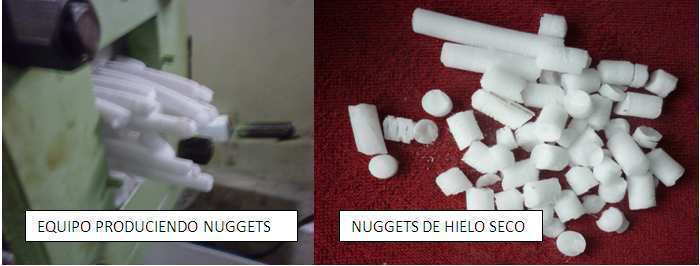 EQUIPO PRODUCIENDO NUGGETS
NUGGETS DE HIELO SECO